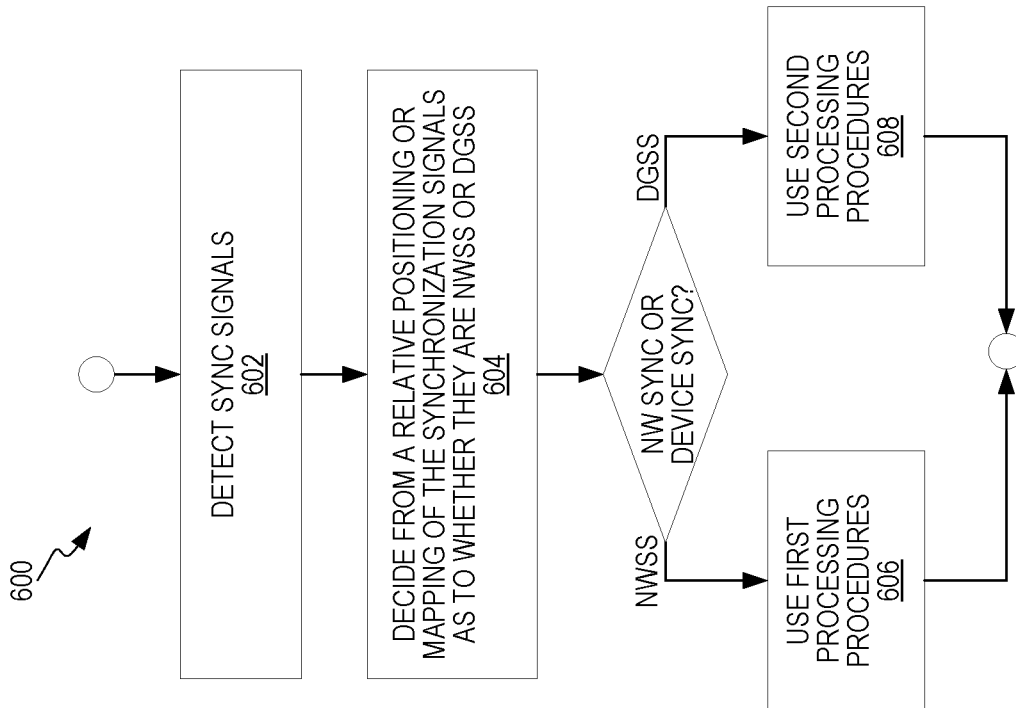 600
DETECT SYNC SIGNALS
602
DECIDE FROM A RELATIVE POSITIONING OR
MAPPING OF THE SYNCHRONIZATION SIGNALS
AS TO WHETHER THEY ARE NWSS OR DGSS
604
NW SYNC OR
DEVICE SYNC?
NWSS
DGSS
USE FIRST
PROCESSING
PROCEDURES
606
USE SECOND
PROCESSING
PROCEDURES
608